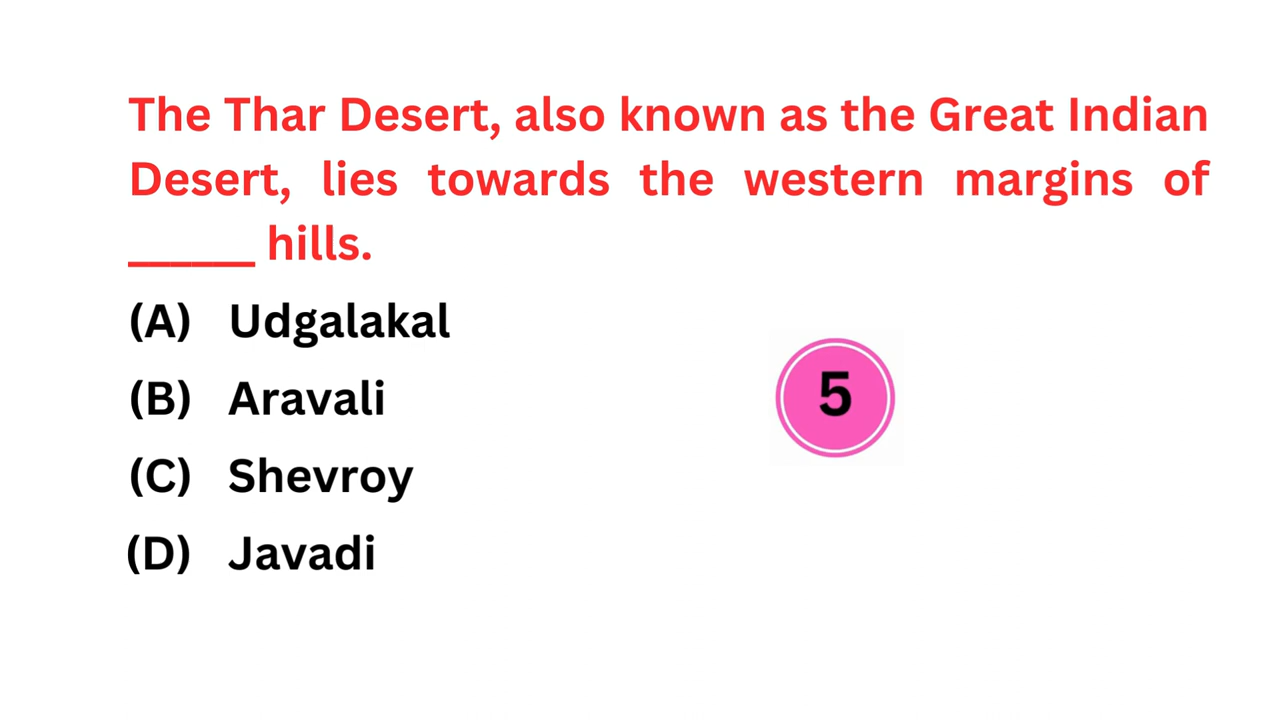 The Thar Desert, also known as the Great Indian
Desert, lies towards the western margins of
______ hills.
(A) Udgalakal
(B) Aravali
(C) Shevroy
(D) Javadi
5